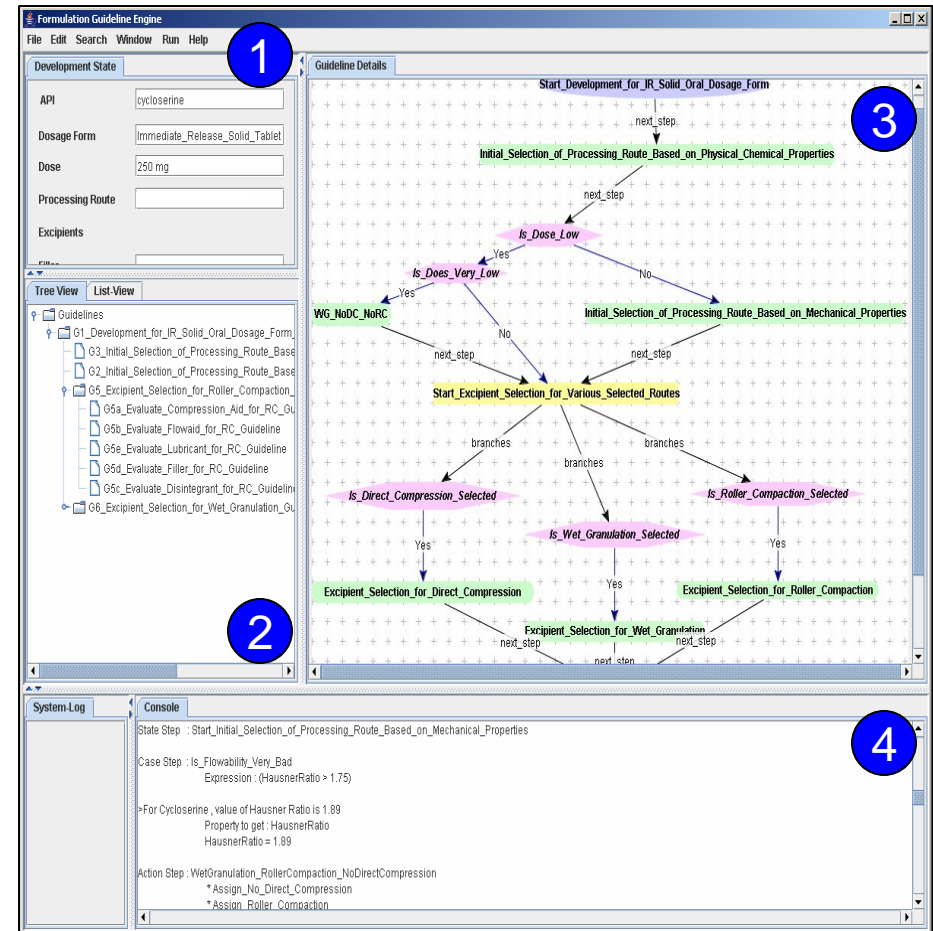 Formulation Guideline Engine
File Edit Search Window Run Help
1
Development State
API
cycloserine
Dosage Form
Immediate_Release_Solid_Tablet
Dose
250 mg
Processing Route
Excipients
Tree View List-View
Guidelines
G1_Development_for_IR_Solid_Oral_Dosage_Form_
G3_Initial_Selection_of_Processing_Route_Base
G2_Initial_Selection_of_Processing_Route_Base
G5_Excipient_Selection_for_Roller_Compaction_
G5a_Evaluate_Compression_Aid_for_RC_Gu
G5b_Evaluate_Flowaid_for_RC_Guideline
G5e_Evaluate_Lubricant_for_RC_Guideline
G5d_Evaluate_Filler_for_RC_Guideline
G5c_Evaluate_Disintegrant_for_RC_Guideline
G6_Excipient_Selection_for_Wet_Granulation_Gu
2
Guideline Details
3
Start_Development_for_IR_Solid_Oral_Dosage_Form
next_step
Initial_Selection_of_Processing_Route_Based_on_Physical_Chemical_Properties
next_step
Is_Dose_Low
Yes
No
Is_Does_Very_Low
Yes
No
WG_NoDC_NoRC
Initial_Selection_of_Processing_Route_Based_on_Mechanical_Properties
next_step
next_step
Start_Excipient_Selection_for_Various_Selected_Routes
branches
branches
branches
Is_Direct_Compression_Selected
Is_Roller_Compaction_Selected
Is_Wet_Granulation_Selected
Yes
Yes
Yes
Excipient_Selection_for_Direct_Compression
Excipient_Selection_for_Roller_Compaction
Excipient_Selection_for_Wet_Granulation
next_step
next_step
next_step
System-Log
Console
4
State Step : Start_Initial_Selection_of_Processing_Route_Based_on_Mechanical_Properties
Case Step : Is_Flowability_Very_Bad
Expression : (HausnerRatio > 1.75)
>For Cycloserine , value of Hausner Ratio is 1.89
Property to get : HausnerRatio
HausnerRatio = 1.89
Action Step : WetGranulation_RollerCompaction_NoDirectCompression
* Assign_No_Direct_Compression
* Assign_Roller_Compaction